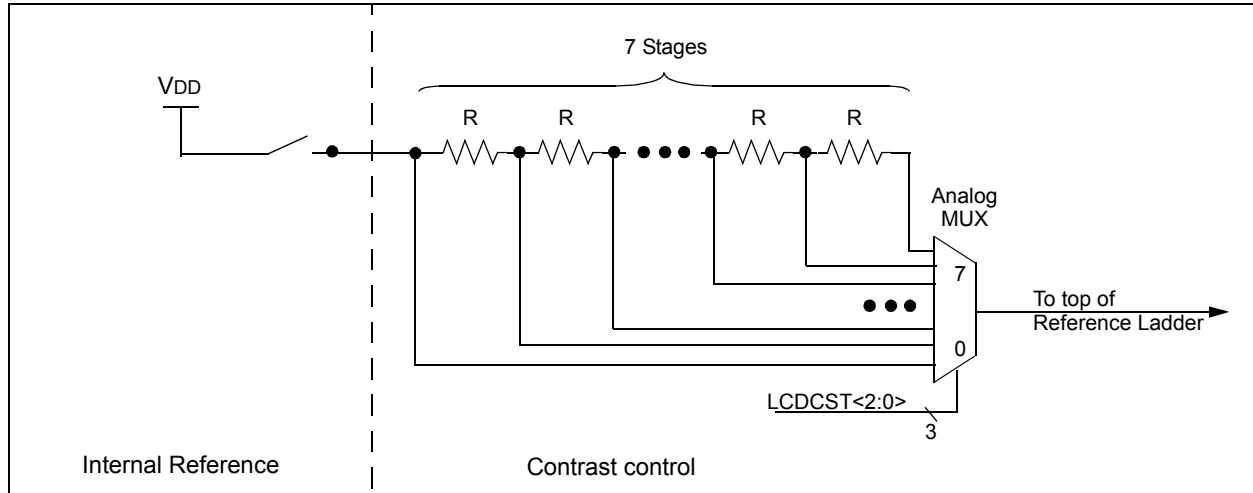 7 Stages
VDD
R
R
R
R
Analog
MUX
7
To top of
Reference Ladder
0
LCDCST<2:0>
3
Internal Reference
Contrast control